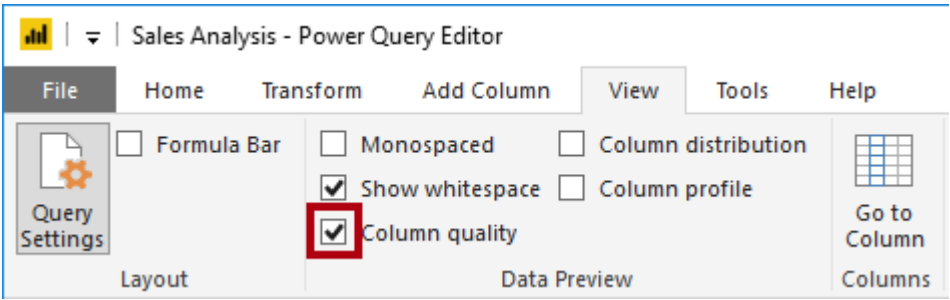 Sales Analysis - Power Query Editor
File Home Transform Add Column View Tools Help
Query Settings
Formula Bar
Layout
Monospaced
Show whitespace
Column quality
Column distribution
Column profile
Data Preview
Go to Column
Columns